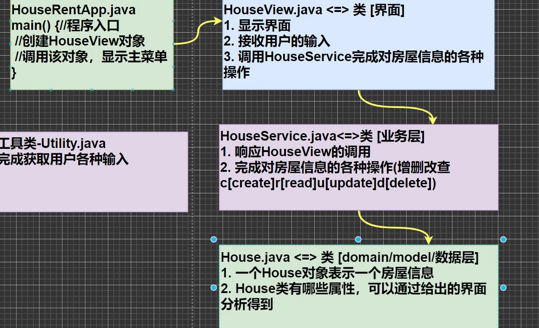 HouseRentApp.java
main() {//程序入口
//创建HouseView对象
//调用该对象，显示主菜单
}
HouseView.java <=> 类 [界面]
1. 显示界面
2. 接收用户的输入
3. 调用HouseService完成对房屋信息的各种
操作
工具类-Utility.java
完成获取用户各种输入
HouseService.java<=>类 [业务层]
1. 响应HouseView的调用
2. 完成对房屋信息的各种操作(增删改查
c[create]r[read]u[update]d[delete])
House.java <=> 类 [domain/model/数据层]
1. 一个House对象表示一个房屋信息
2. House类有哪些属性，可以通过给出的界面
分析得到